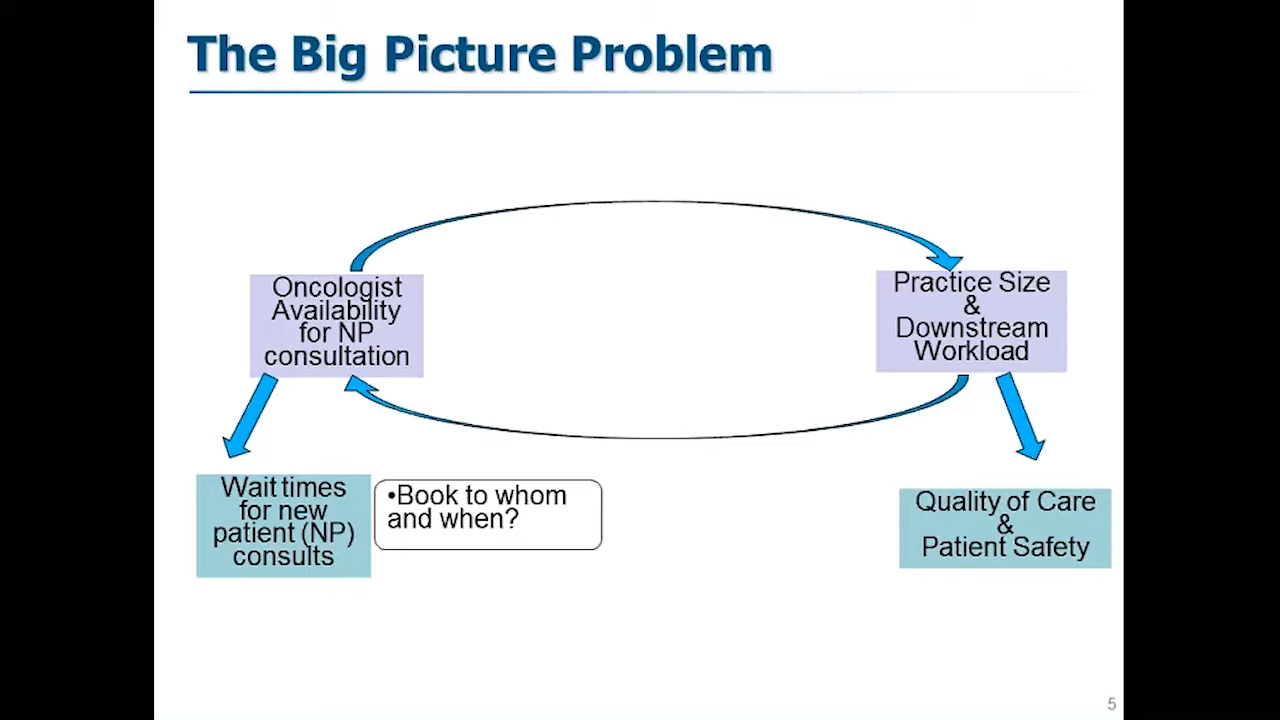 The Big Picture Problem
Oncologist
Availability
for NP
consultation
Practice Size
&
Downstream
Workload
Wait times
for new
patient (NP)
consults
•Book to whom
and when?
Quality of Care
&
Patient Safety
5